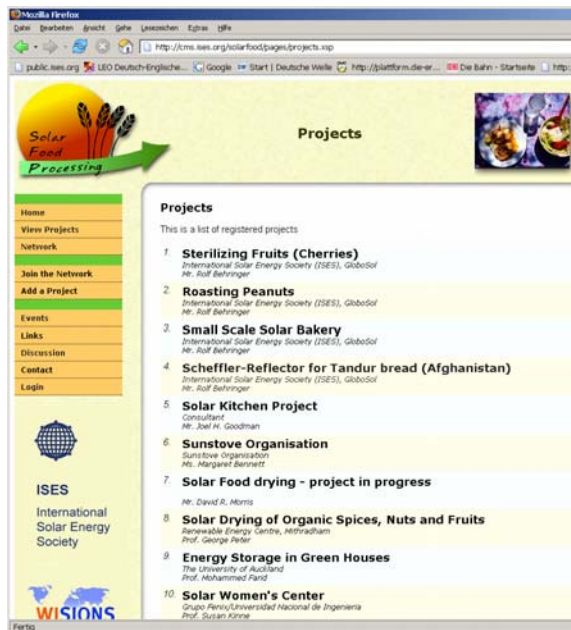 Mozilla Firefox
Datei Bearbeiten Ansicht Gehe Lesezeichen Extras Hilfe
http://cms.ises.org/solarfood/pages/projects.xsp
public.ises.org LEO Deutsch-Englische... Google Start | Deutsche Welle http://plattform.die-er... Die Bahn - Startseite http:
Solar
Food
Processing
Projects
Home
View Projects
Network
Join the Network
Add a Project
Events
Links
Discussion
Contact
Login
ISES
International
Solar Energy
Society
WISIONS
Projects
This is a list of registered projects
1. Sterilizing Fruits (Cherries)
International Solar Energy Society (ISES), GloboSol
Mr. Rolf Behringer
2. Roasting Peanuts
International Solar Energy Society (ISES), GloboSol
Mr. Rolf Behringer
3. Small Scale Solar Bakery
International Solar Energy Society (ISES), GloboSol
Mr. Rolf Behringer
4. Scheffler-Reflector for Tandur bread (Afghanistan)
International Solar Energy Society (ISES), GloboSol
Mr. Rolf Behringer
5. Solar Kitchen Project
Consultant
Mr. Joel H. Goodman
6. Sunstove Organisation
Sunstove Organisation
Ms. Margaret Bennett
7. Solar Food drying - project in progress
Mr. David R. Morris
8. Solar Drying of Organic Spices, Nuts and Fruits
Renewable Energy Centre, Mithradham
Prof. George Peter
9. Energy Storage in Green Houses
The University of Auckland
Prof. Mohammed Farid
10. Solar Women's Center
Grupo Fenix/Universidad Nacional de Ingenieria
Prof. Susan Kinne
Fertig